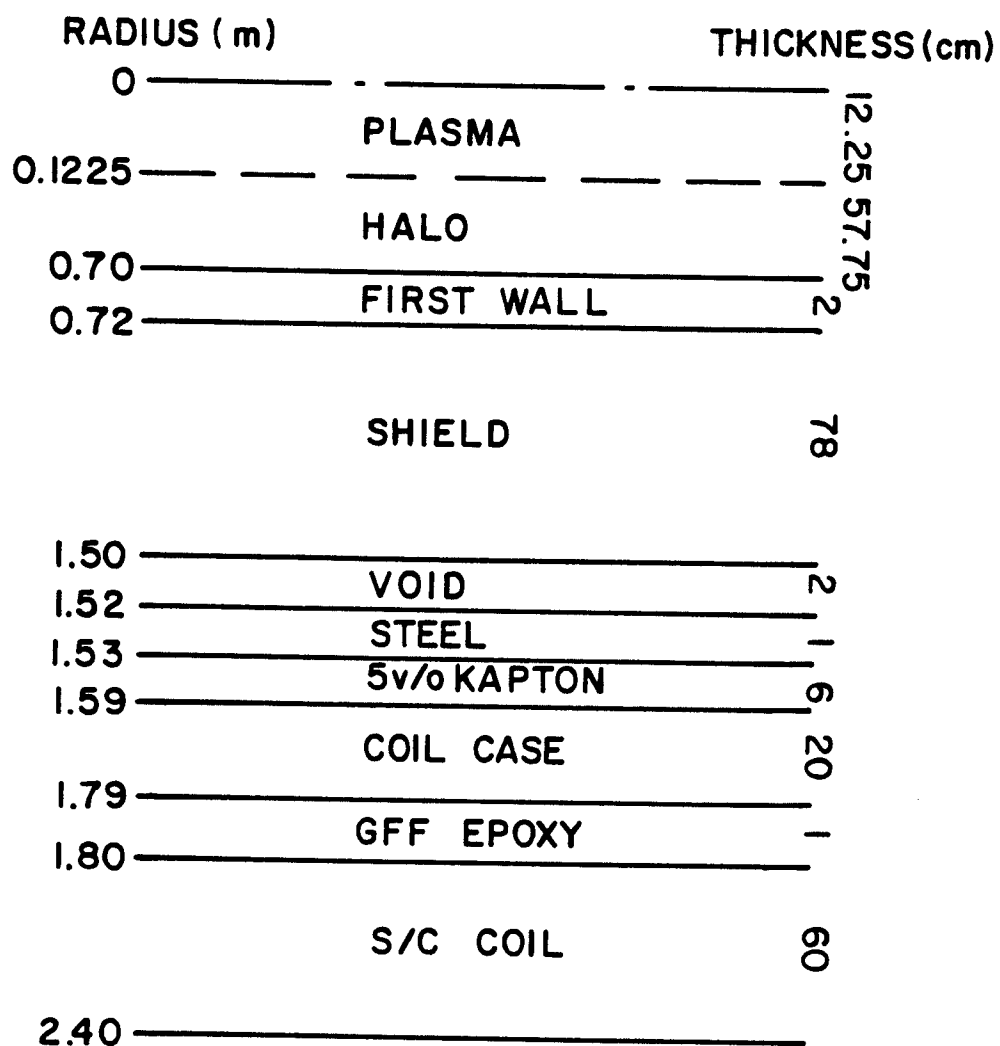 RADIUS (m) THICKNESS (cm)
0
PLASMA 12.25
0.1225
HALO 57.75
0.70
FIRST WALL 2
0.72
SHIELD 78
1.50
VOID 2
1.52
STEEL 1
1.53
5v/o KAPTON 6
1.59
COIL CASE 20
1.79
GFF EPOXY 1
1.80
S/C COIL 60
2.40